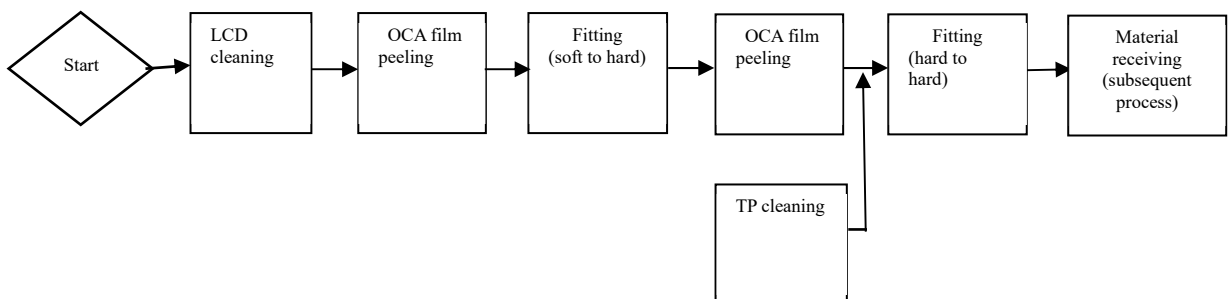 Start
LCD
cleaning
OCA film
peeling
Fitting
(soft to hard)
OCA film
peeling
Fitting
(hard to
hard)
Material
receiving
(subsequent
process)
TP cleaning